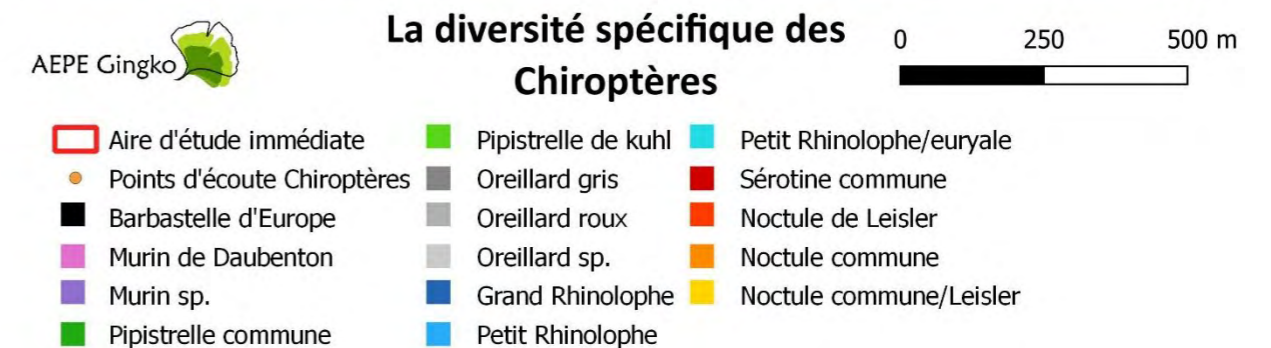 AEPE Gingko
La diversité spécifique des
Chiroptères
0 250 500 m
Aire d'étude immédiate
Points d'écoute Chiroptères
Barbastelle d'Europe
Murin de Daubenton
Murin sp.
Pipistrelle commune
Pipistrelle de kuhl
Oreillard gris
Oreillard roux
Oreillard sp.
Grand Rhinolophe
Petit Rhinolophe
Petit Rhinolophe/euryale
Sérotine commune
Noctule de Leisler
Noctule commune
Noctule commune/Leisler